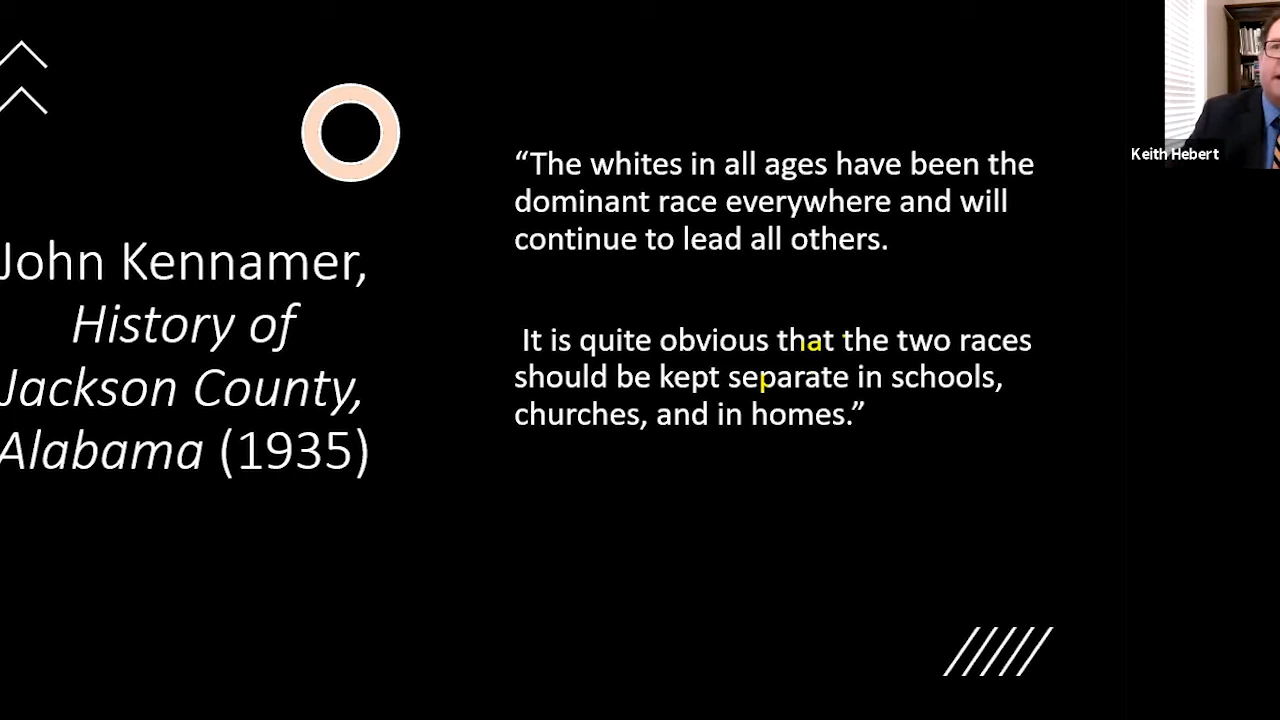 John Kennamer,
History of
Jackson County,
Alabama (1935)
“The whites in all ages have been the
dominant race everywhere and will
continue to lead all others.
It is quite obvious that the two races
should be kept separate in schools,
churches, and in homes.”
Keith Hebert